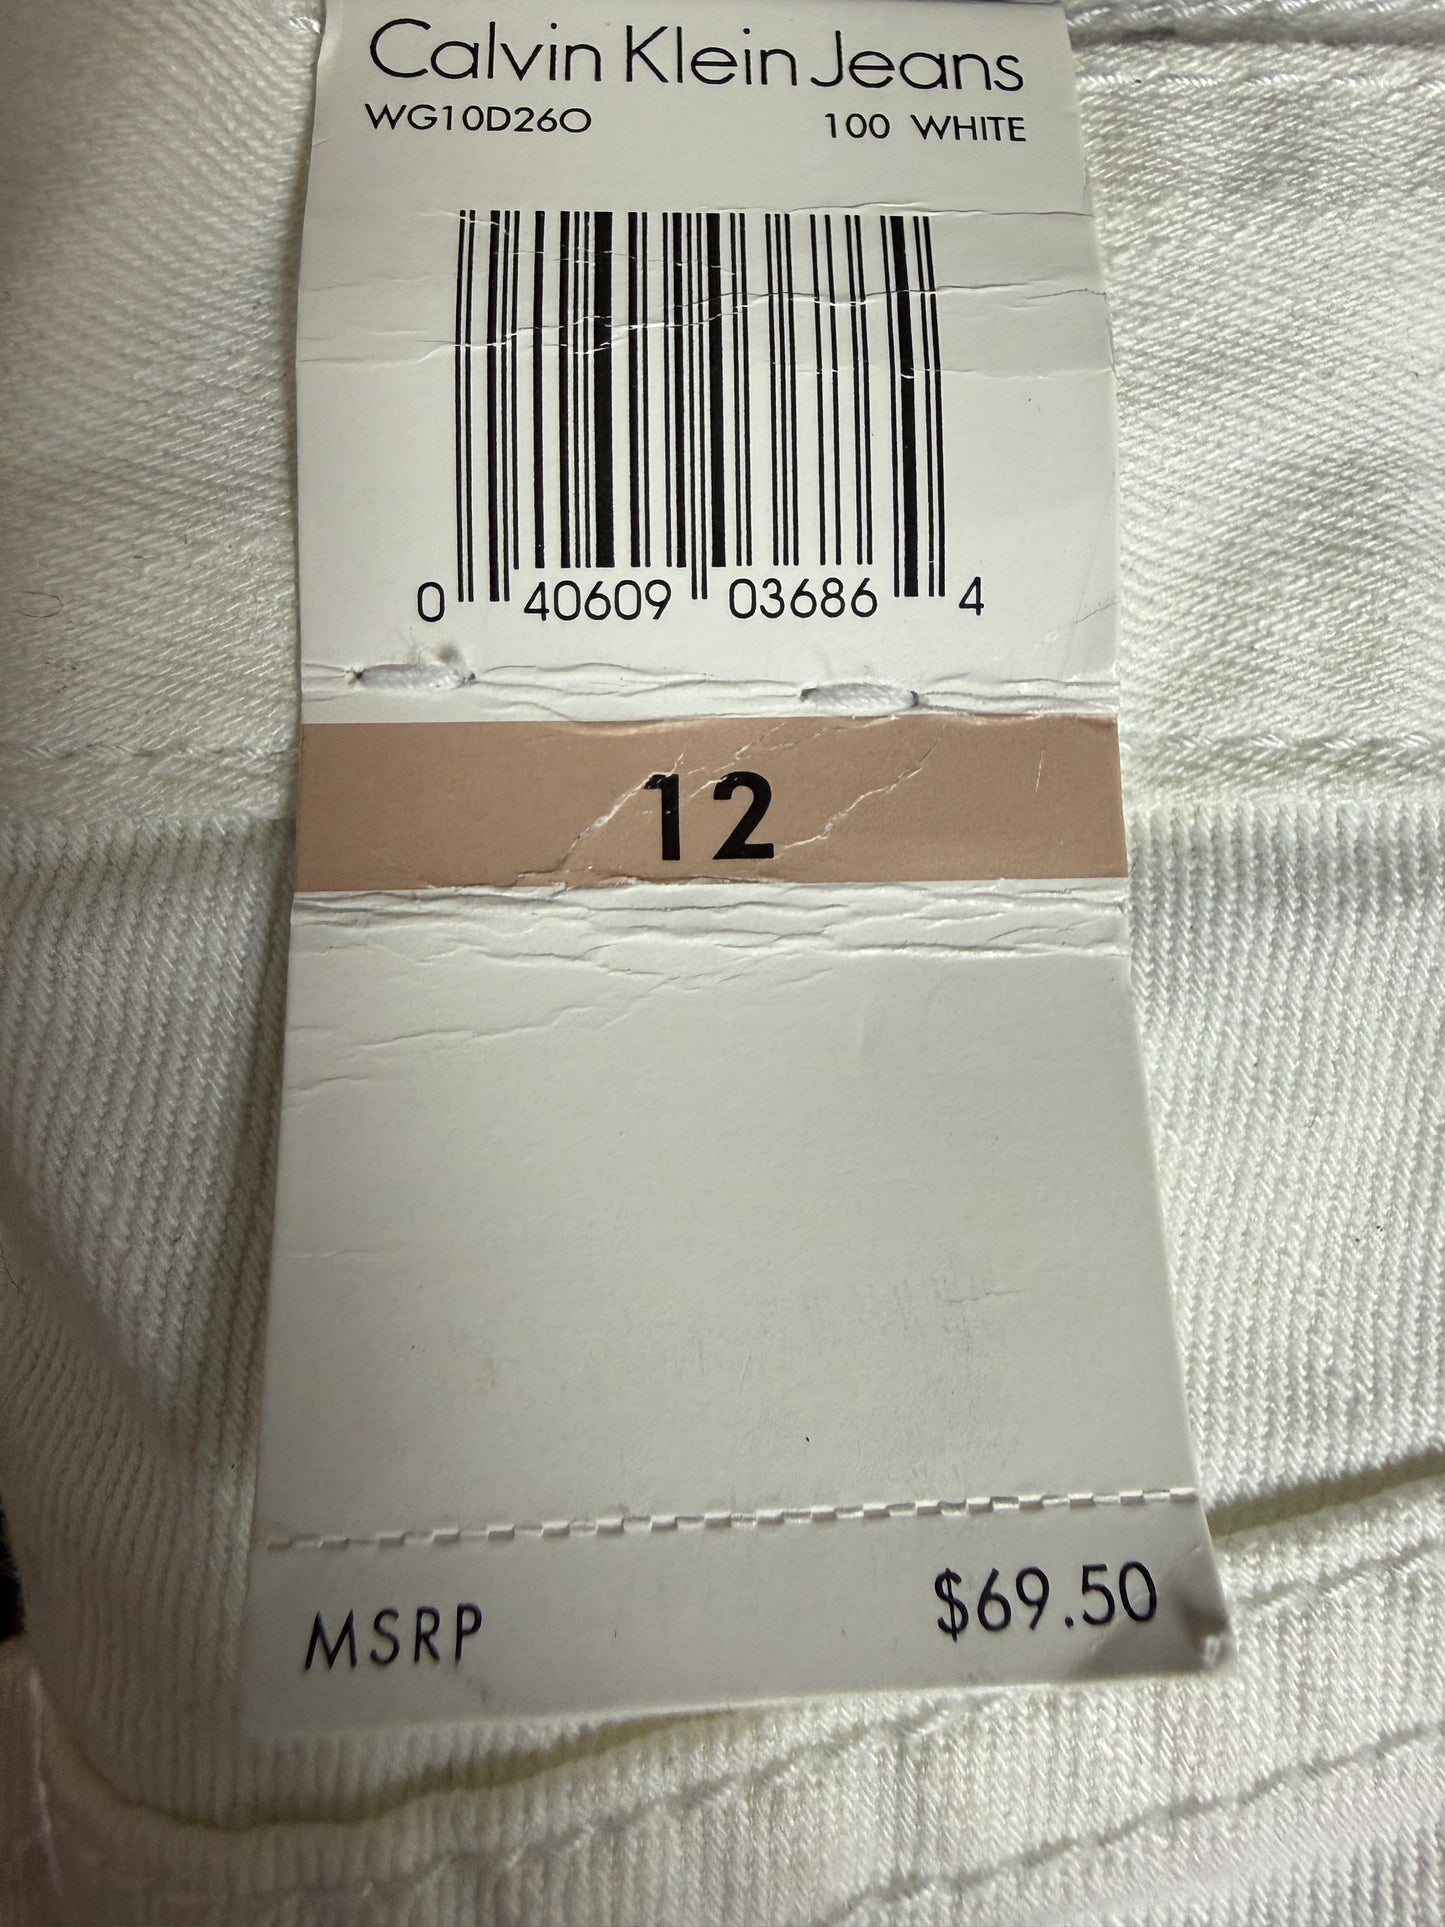 Calvin Klein Jeans
WG10D26O 100 WHITE
0 40609 03686 4
12
MSRP $69.50